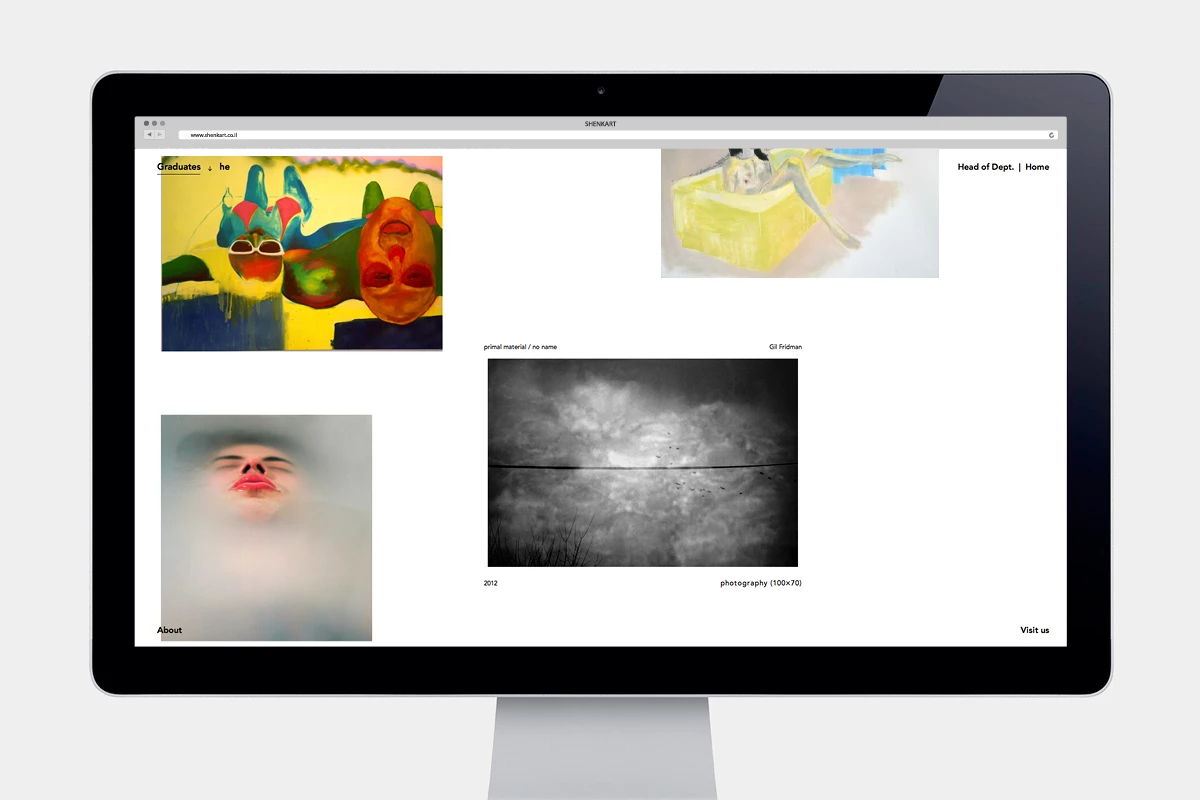 SHENKART
www.shenkart.co.il
Graduates ↓ he
Head of Dept. | Home
primal material / no name
Gil Fridman
2012
photography (100×70)
About
Visit us